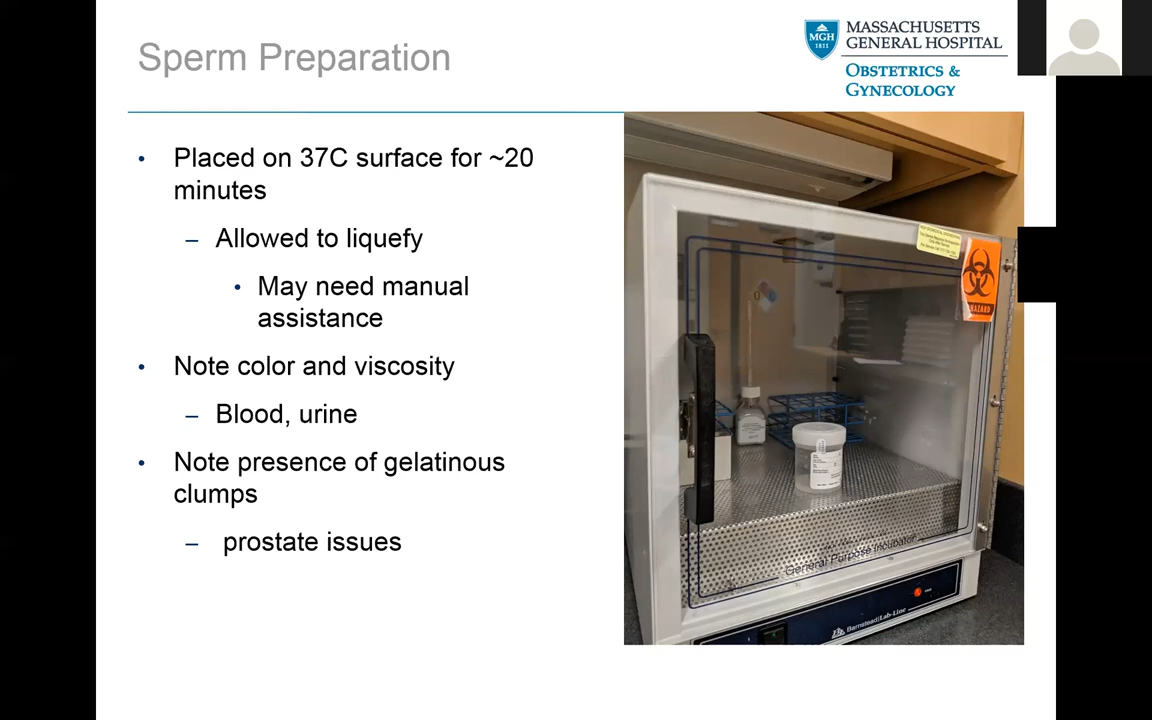 Sperm Preparation
MGH
1811
MASSACHUSETTS
GENERAL HOSPITAL
OBSTETRICS &
GYNECOLOGY
• Placed on 37C surface for ~20
minutes
– Allowed to liquefy
• May need manual
assistance
• Note color and viscosity
– Blood, urine
• Note presence of gelatinous
clumps
– prostate issues
HAZARD
General Purpose Incubator
Barnstead|Lab-Line